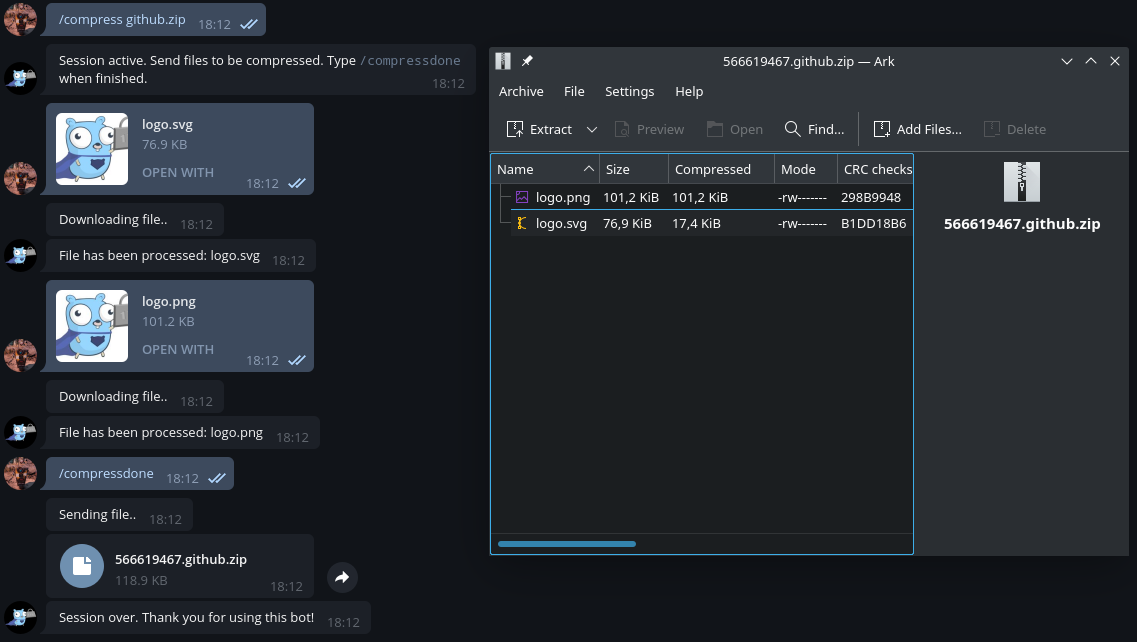 /compress github.zip 18:12
Session active. Send files to be compressed. Type /compressdone
when finished. 18:12
logo.svg
76.9 KB
OPEN WITH 18:12
Downloading file.. 18:12
File has been processed: logo.svg 18:12
logo.png
101.2 KB
OPEN WITH 18:12
Downloading file.. 18:12
File has been processed: logo.png 18:12
/compressdone 18:12
Sending file.. 18:12
566619467.github.zip
118.9 KB 18:12
Session over. Thank you for using this bot! 18:12
566619467.github.zip — Ark
Archive File Settings Help
Extract Preview Open Find... Add Files... Delete
Name Size Compressed Mode CRC checks
logo.png 101,2 KiB 101,2 KiB -rw------- 298B9948
logo.svg 76,9 KiB 17,4 KiB -rw------- B1DD18B6
566619467.github.zip